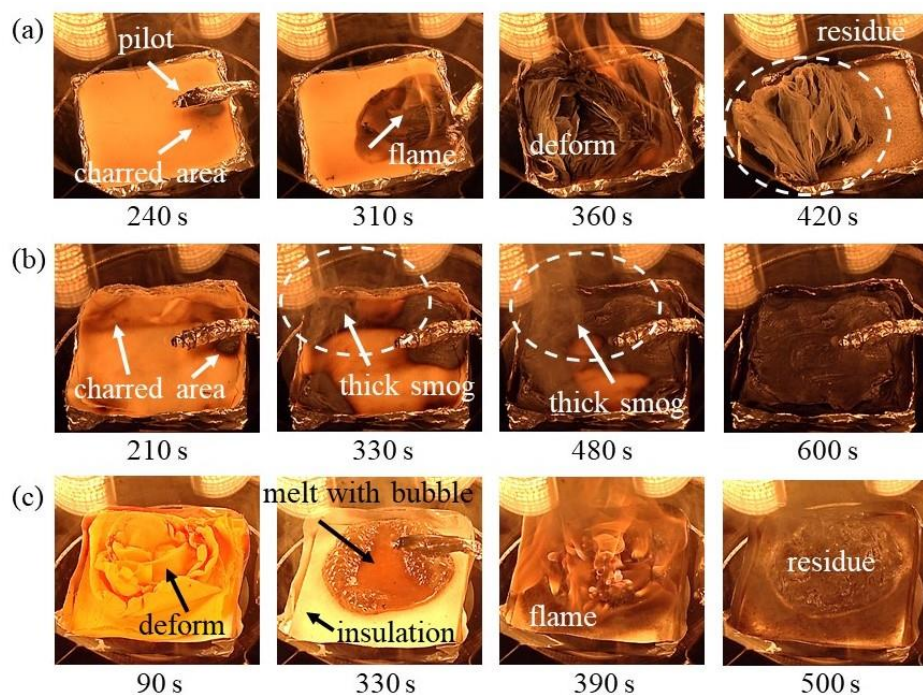 (a)
pilot
charred area
flame
deform
residue
240 s
310 s
360 s
420 s
(b)
charred area
thick smog
thick smog
210 s
330 s
480 s
600 s
(c)
melt with bubble
deform
insulation
flame
residue
90 s
330 s
390 s
500 s